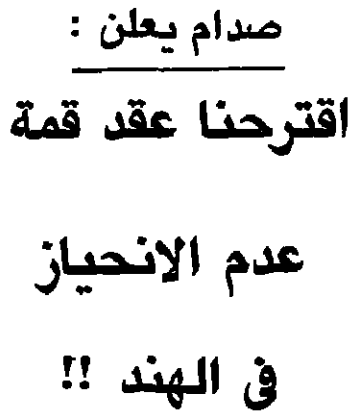 صدام يعلن :
اقترحنا عقد قمة
عدم الانحياز
فى الهند !!